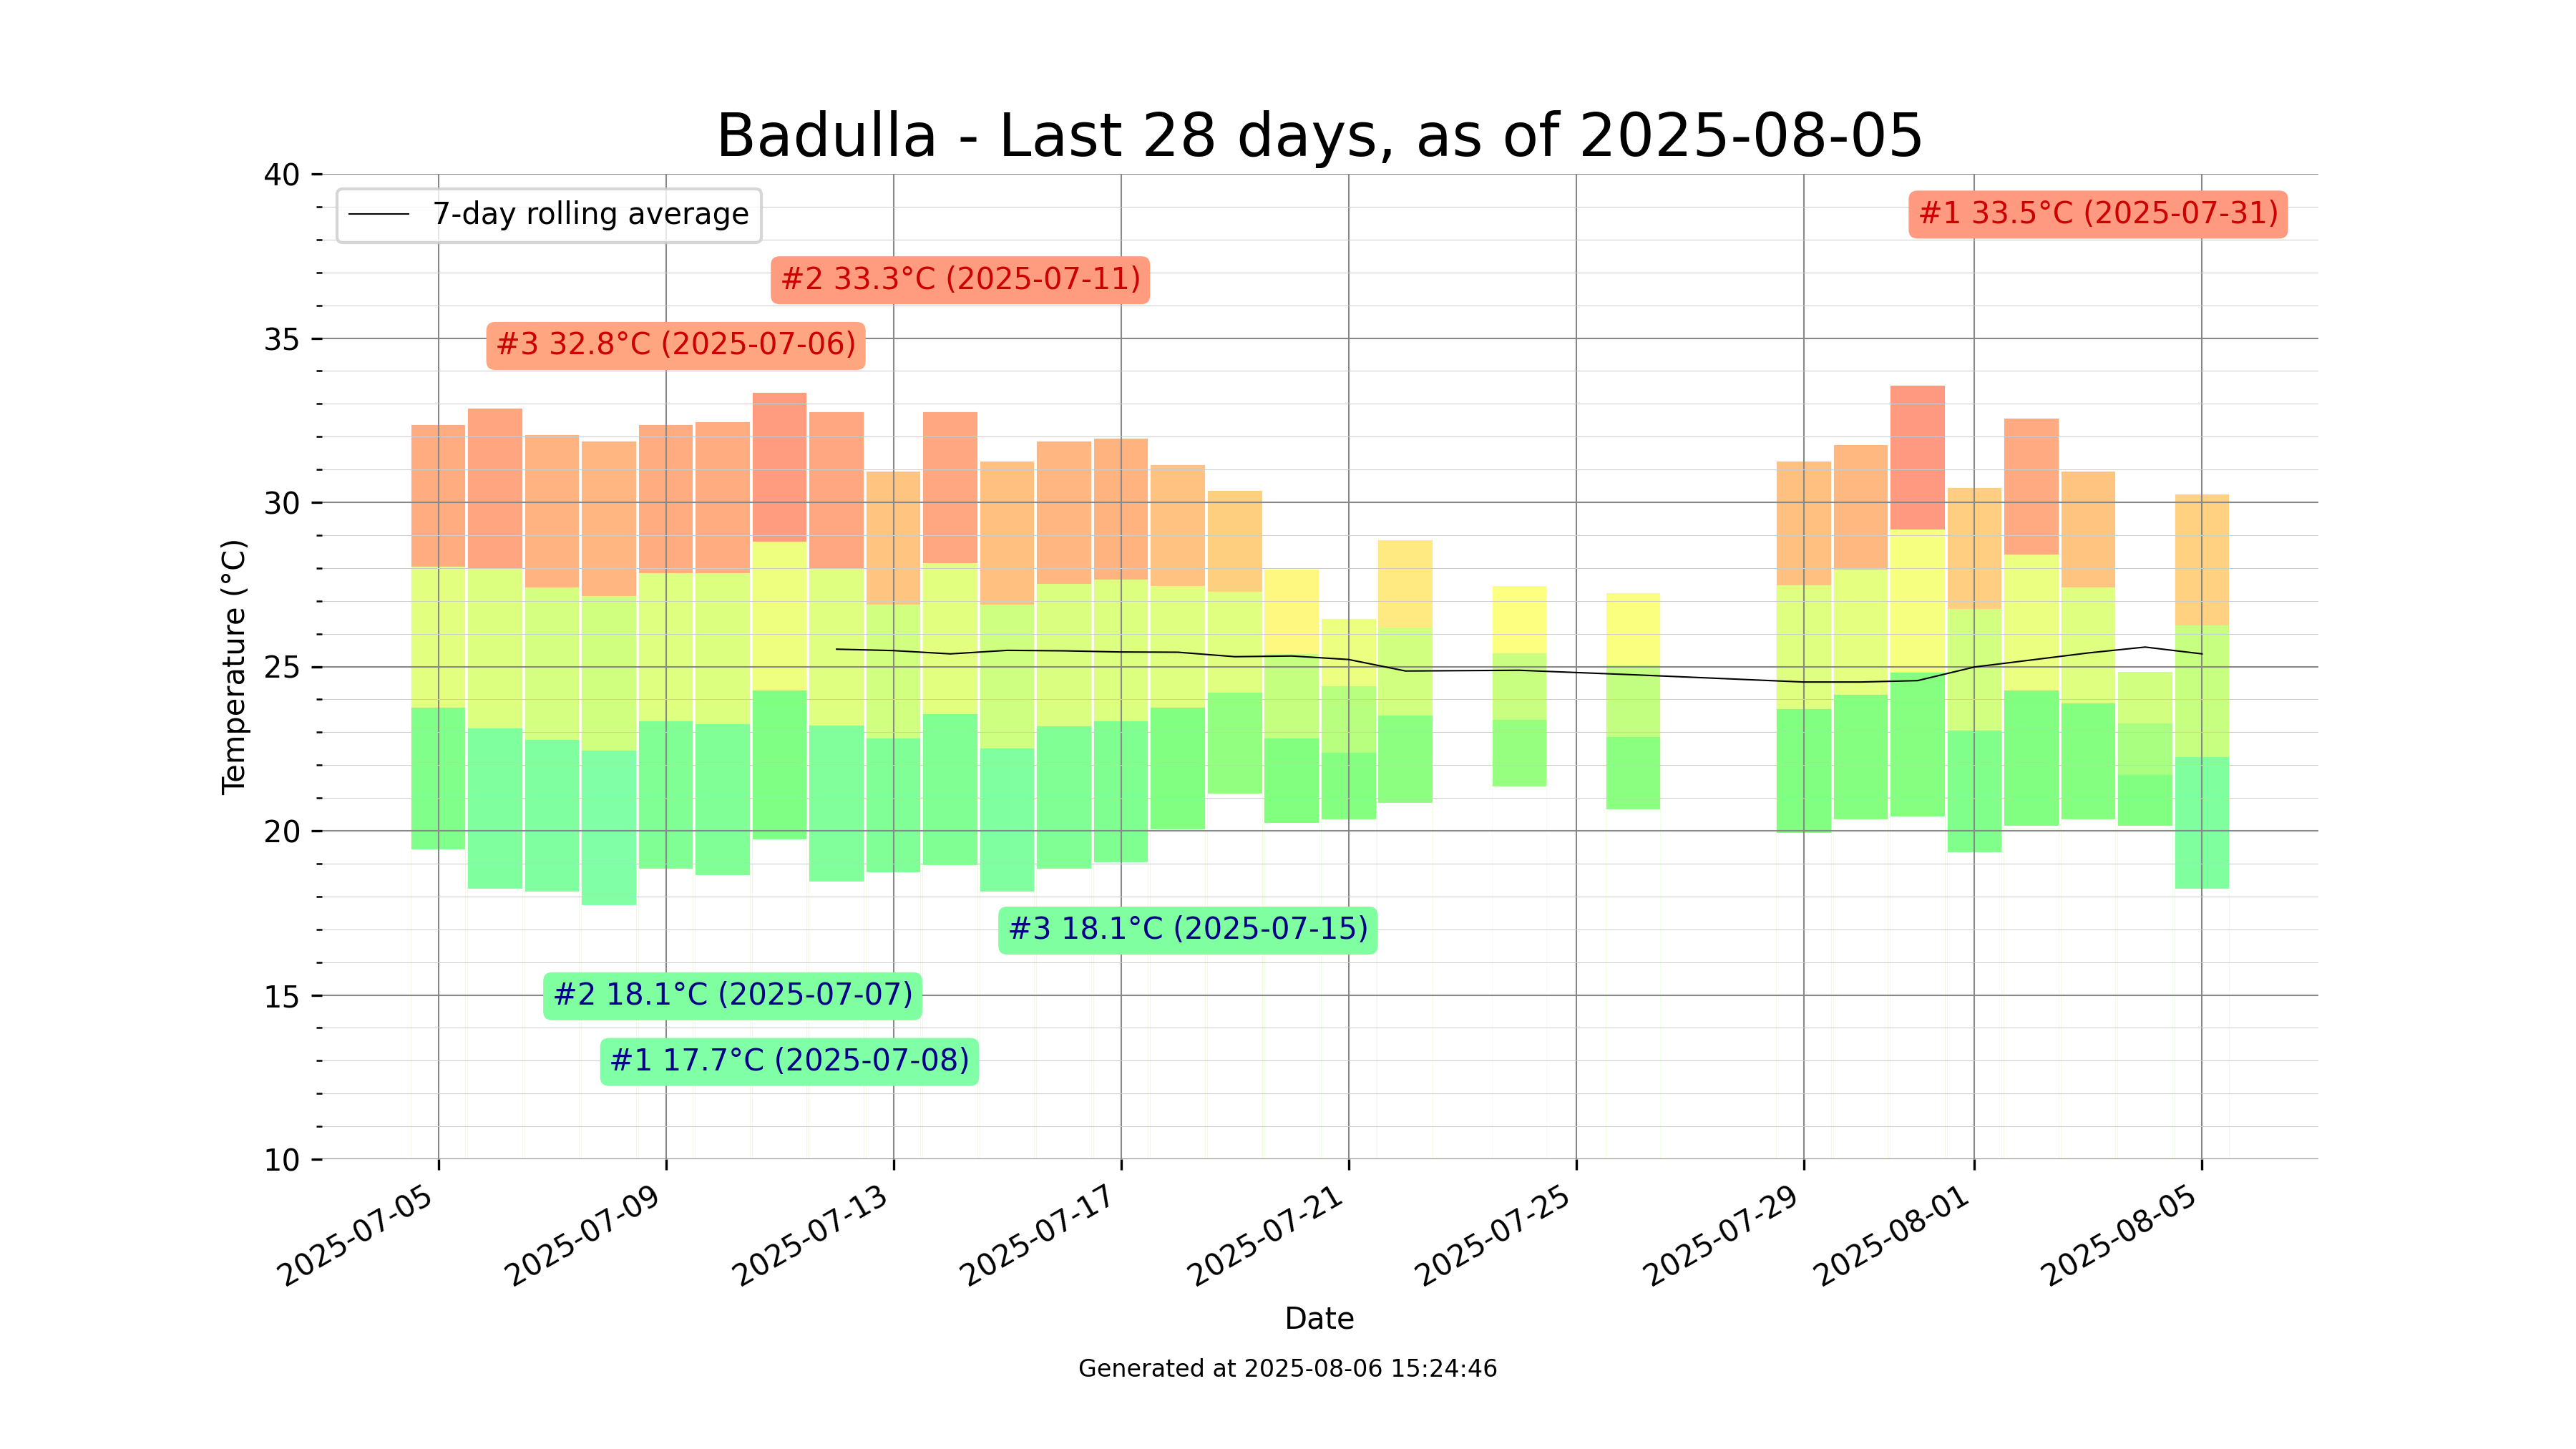 Badulla - Last 28 days, as of 2025-08-05
7-day rolling average
#1 33.5°C (2025-07-31)
#2 33.3°C (2025-07-11)
#3 32.8°C (2025-07-06)
#3 18.1°C (2025-07-15)
#2 18.1°C (2025-07-07)
#1 17.7°C (2025-07-08)
Temperature (°C)
40
35
30
25
20
15
10
2025-07-05
2025-07-09
2025-07-13
2025-07-17
2025-07-21
2025-07-25
2025-07-29
2025-08-01
2025-08-05
Date
Generated at 2025-08-06 15:24:46